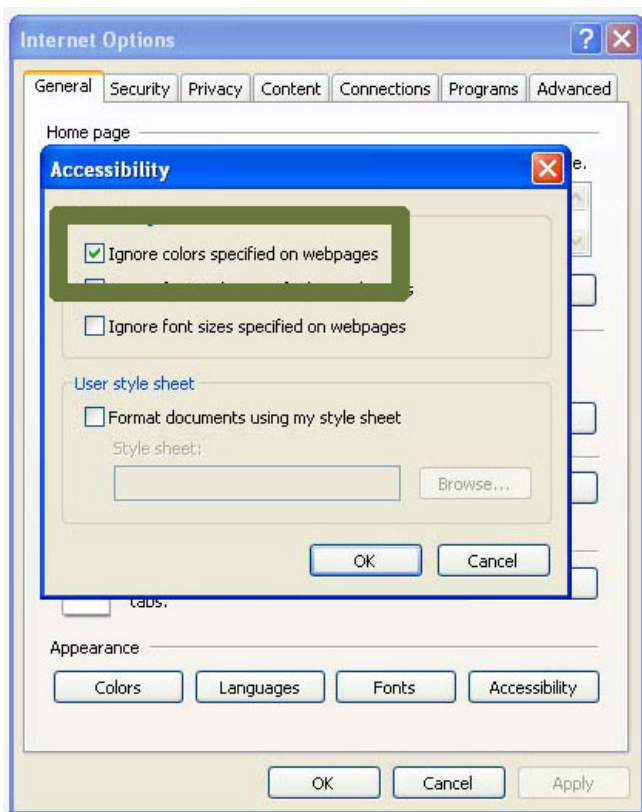 Internet Options
General Security Privacy Content Connections Programs Advanced
Home page
Accessibility
e.
Ignore colors specified on webpages
Ignore font sizes specified on webpages
User style sheet
Format documents using my style sheet
Style sheet:
Browse...
OK Cancel
tabs.
Appearance
Colors Languages Fonts Accessibility
OK Cancel Apply